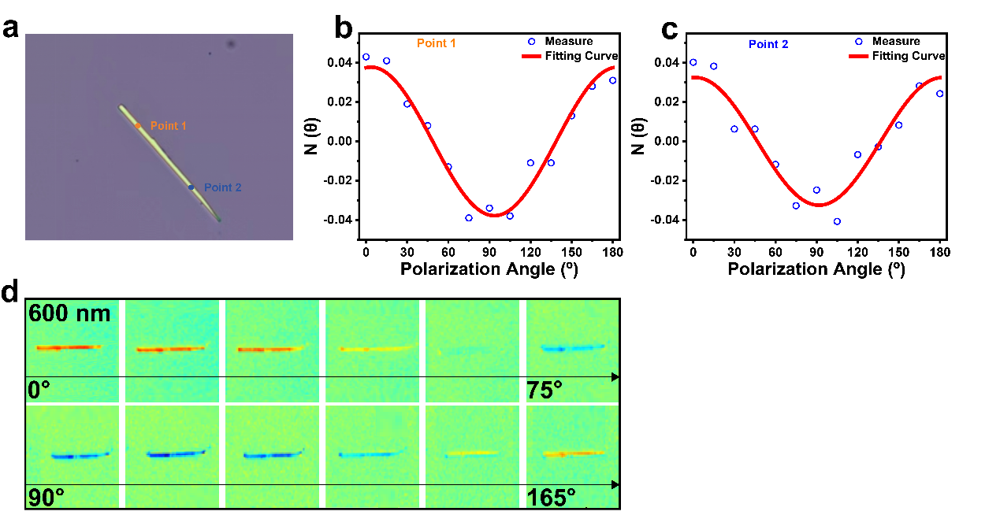 a
Point 1
Point 2
b
Point 1
Measure
Fitting Curve
N (θ)
0.04
0.02
0.00
-0.02
-0.04
0 30 60 90 120 150 180
Polarization Angle (º)
c
Point 2
Measure
Fitting Curve
N (θ)
0.04
0.02
0.00
-0.02
-0.04
0 30 60 90 120 150 180
Polarization Angle (º)
d
600 nm
0° 75°
90° 165°